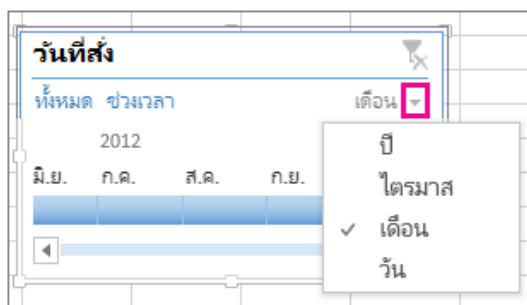 วันที่สั่ง
ทั้งหมด ช่วงเวลา เดือน
2012
มิ.ย. ก.ค. ส.ค. ก.ย.
ปี
ไตรมาส
เดือน
วัน